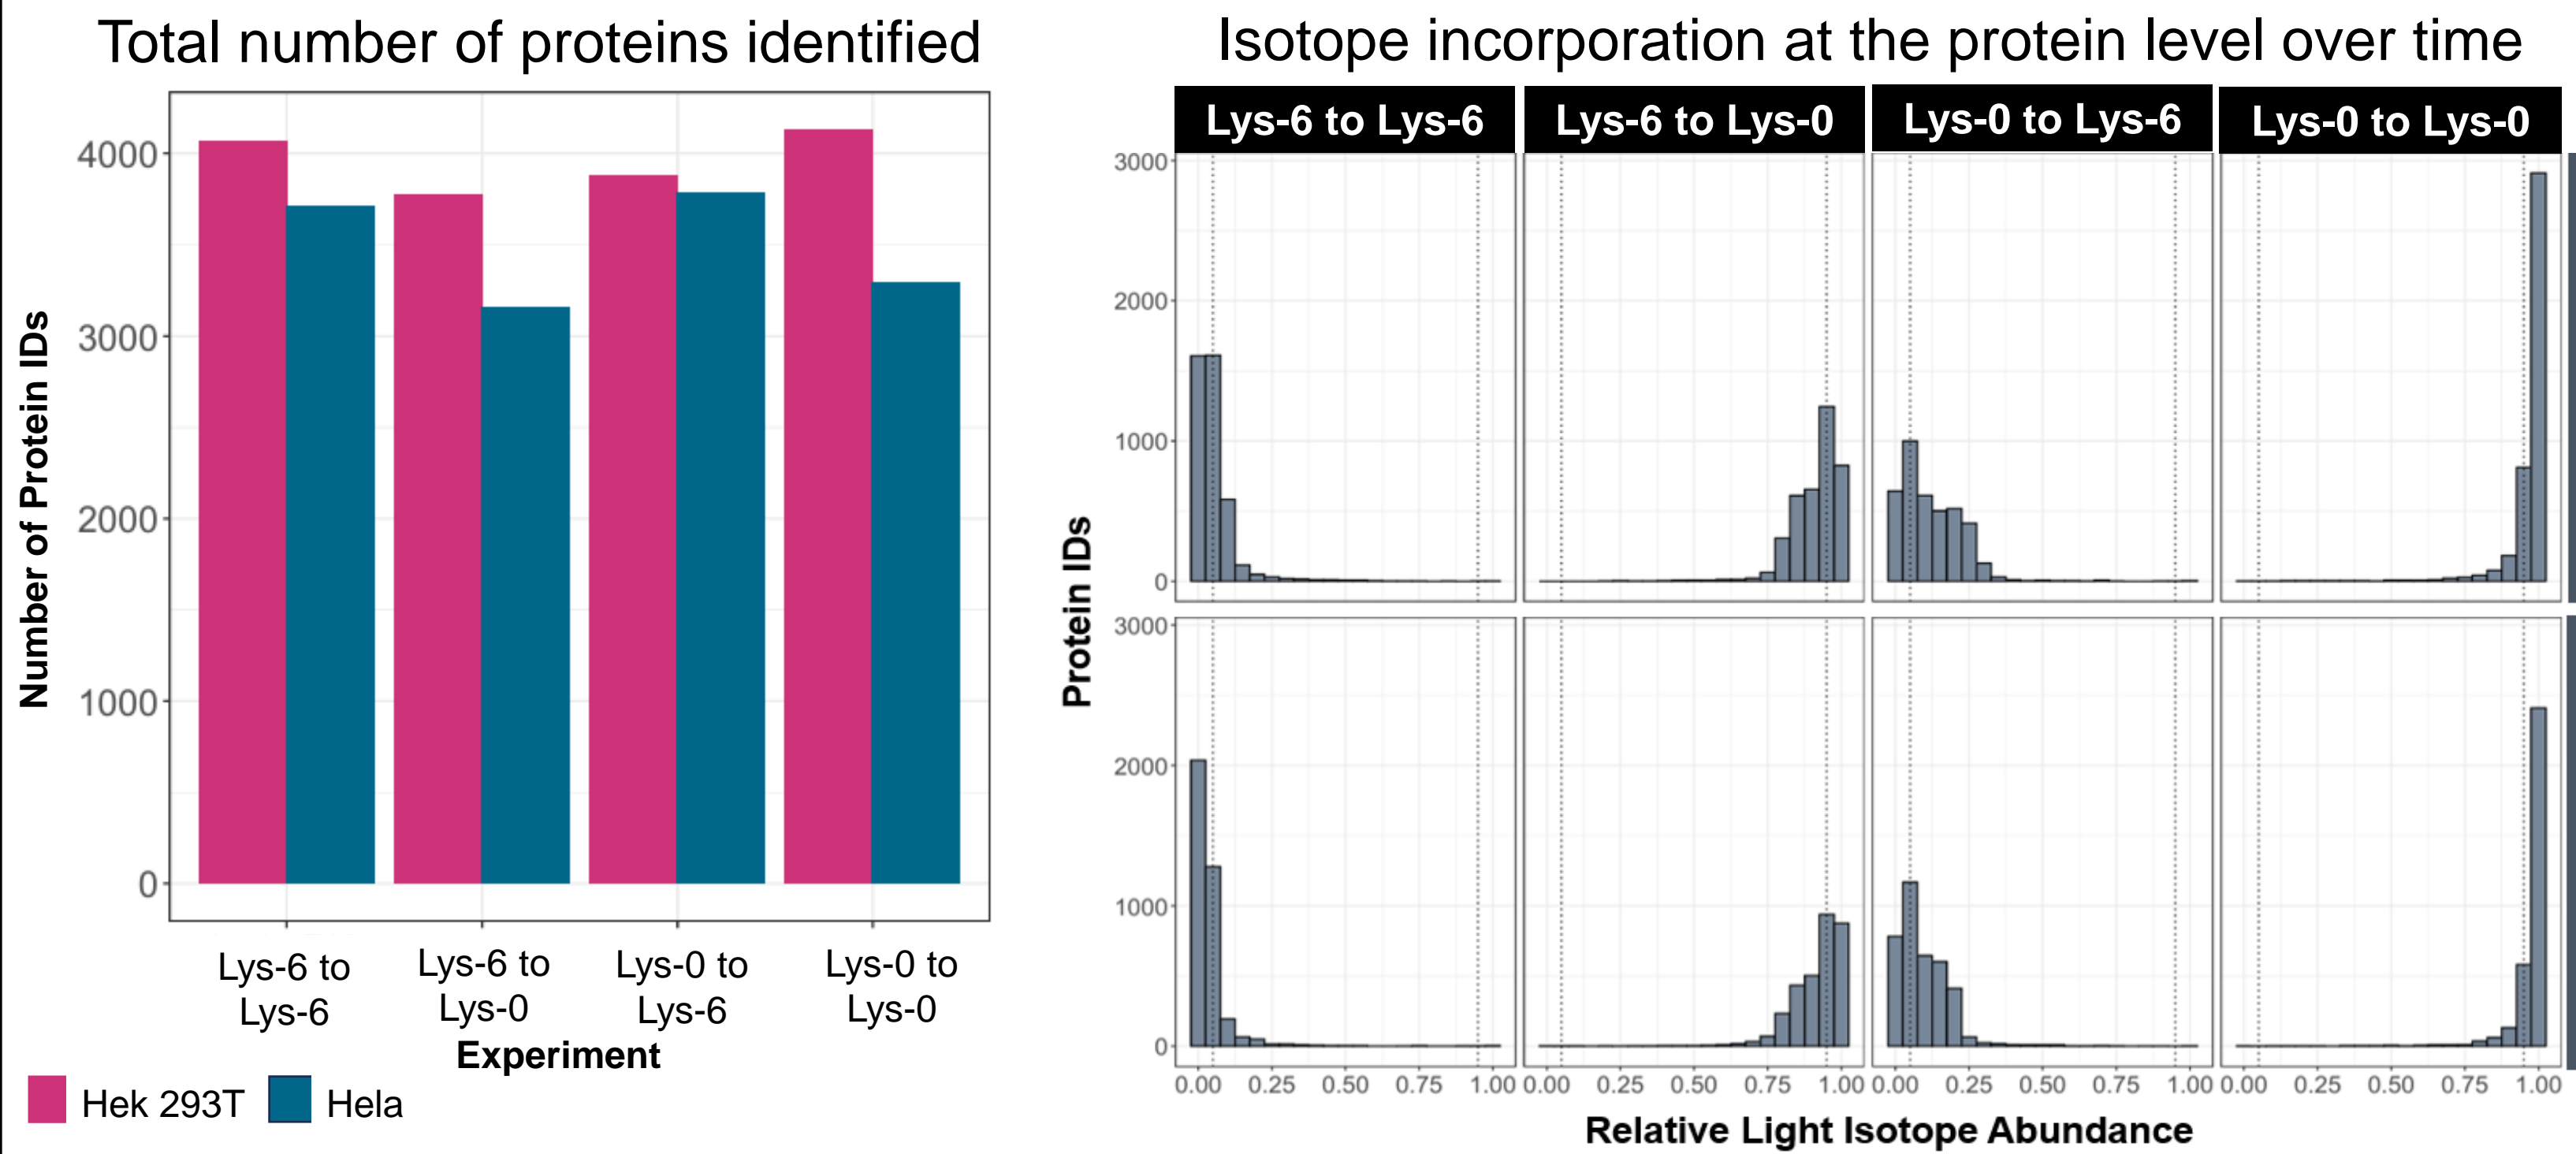 Total number of proteins identified
Number of Protein IDs
4000
3000
2000
1000
0
Lys-6 to
Lys-6
Lys-6 to
Lys-0
Lys-0 to
Lys-6
Lys-0 to
Lys-0
Experiment
Hek 293T
Hela
Isotope incorporation at the protein level over time
Lys-6 to Lys-6
Lys-6 to Lys-0
Lys-0 to Lys-6
Lys-0 to Lys-0
Protein IDs
3000
2000
1000
0
3000
2000
1000
0
0.00 0.25 0.50 0.75 1.00
0.00 0.25 0.50 0.75 1.00
0.00 0.25 0.50 0.75 1.00
0.00 0.25 0.50 0.75 1.00
Relative Light Isotope Abundance